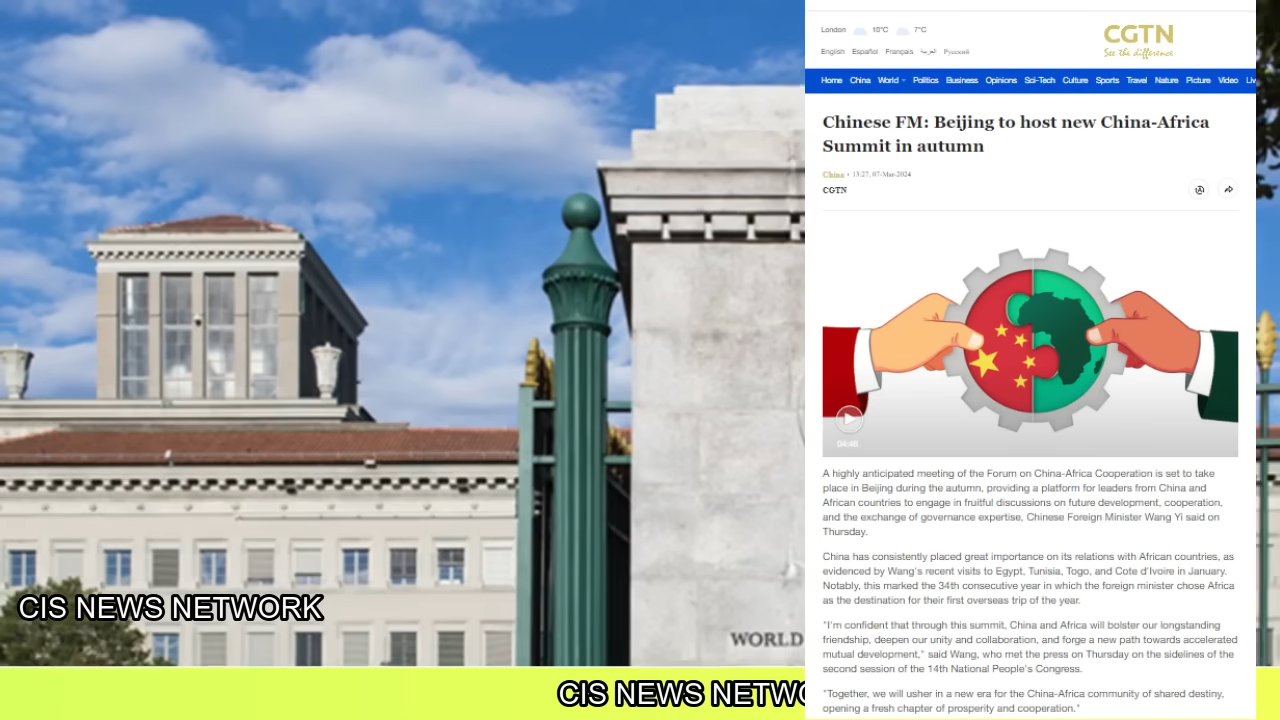 London 10°C 7°C
CGTN
See the difference
English Español Français العربية Русский
Home China World Politics Business Opinions Sci-Tech Culture Sports Travel Nature Picture Video Liv
Chinese FM: Beijing to host new China-Africa
Summit in autumn
China • 13:27, 07-Mar-2024
CGTN
04:46
A highly anticipated meeting of the Forum on China-Africa Cooperation is set to take
place in Beijing during the autumn, providing a platform for leaders from China and
African countries to engage in fruitful discussions on future development, cooperation,
and the exchange of governance expertise, Chinese Foreign Minister Wang Yi said on
Thursday.
China has consistently placed great importance on its relations with African countries, as
evidenced by Wang's recent visits to Egypt, Tunisia, Togo, and Cote d'Ivoire in January.
Notably, this marked the 34th consecutive year in which the foreign minister chose Africa
as the destination for their first overseas trip of the year.
"I'm confident that through this summit, China and Africa will bolster our longstanding
friendship, deepen our unity and collaboration, and forge a new path towards accelerated
mutual development," said Wang, who met the press on Thursday on the sidelines of the
second session of the 14th National People's Congress.
"Together, we will usher in a new era for the China-Africa community of shared destiny,
opening a fresh chapter of prosperity and cooperation."
CIS NEWS NETWORK
WORLD
CIS NEWS NETWO